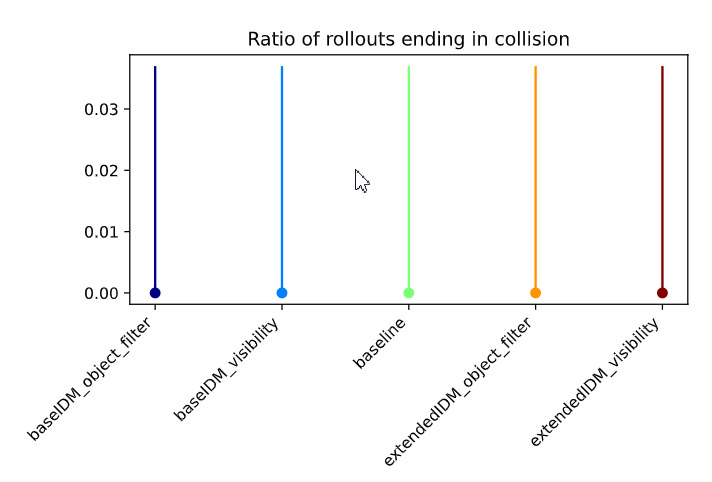 Ratio of rollouts ending in collision
0.03
0.02
0.01
0.00
baseIDM_object_filter
baseIDM_visibility
baseline
extendedIDM_object_filter
extendedIDM_visibility